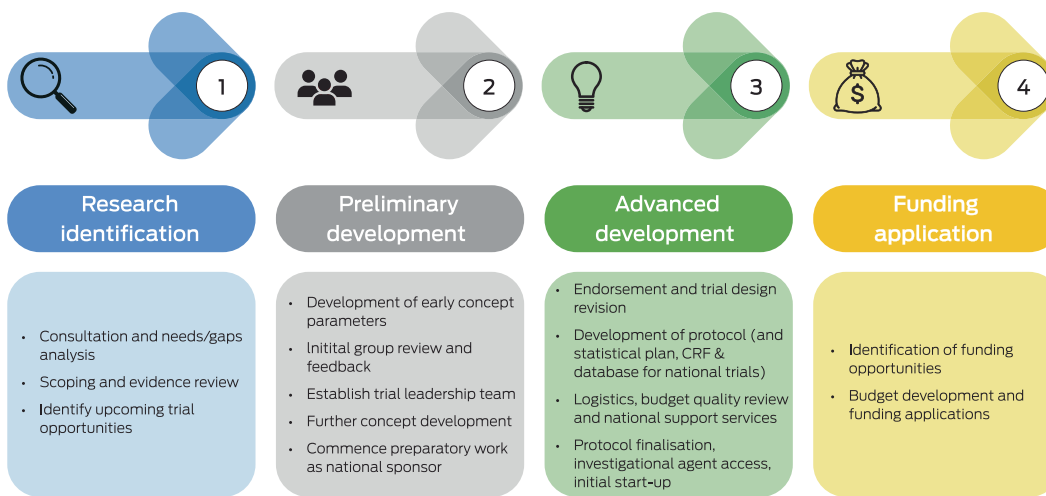 1
2
3
$
4
Research
identification
Preliminary
development
Advanced
development
Funding
application
• Consultation and needs/gaps
analysis
• Scoping and evidence review
• Identify upcoming trial
opportunities
• Development of early concept
parameters
• Initital group review and
feedback
• Establish trial leadership team
• Further concept development
• Commence preparatory work
as national sponsor
• Endorsement and trial design
revision
• Development of protocol (and
statistical plan, CRF &
database for national trials)
• Logistics, budget quality review
and national support services
• Protocol finalisation,
investigational agent access,
initial start-up
• Identification of funding
opportunities
• Budget development and
funding applications